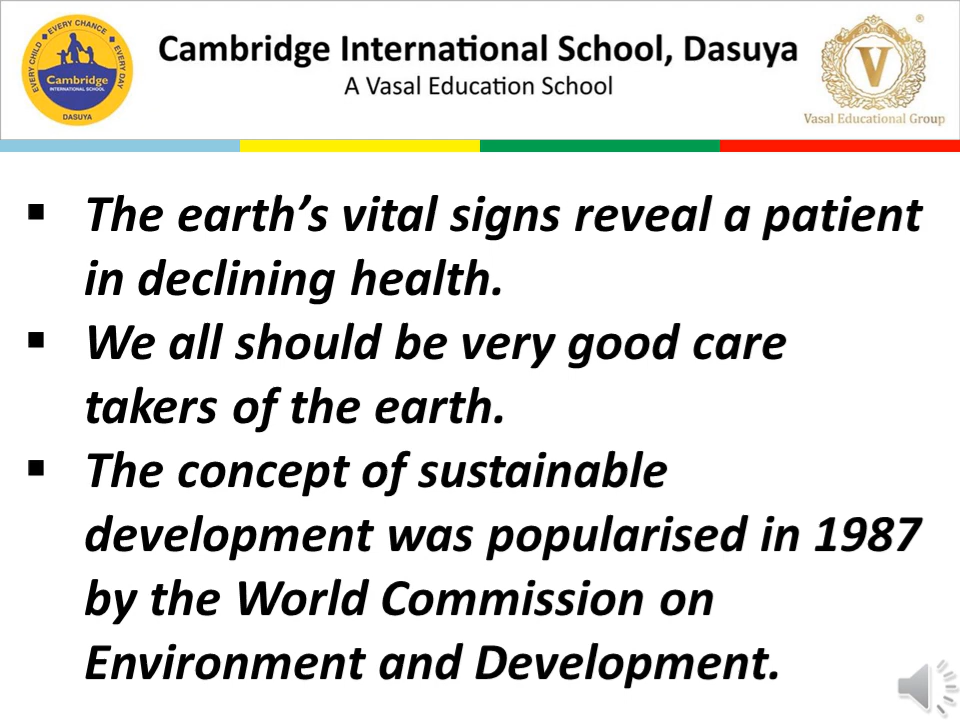 EVERY CHILD • EVERY CHANCE • EVERY DAY
Cambridge
INTERNATIONAL SCHOOL
DASUYA
Cambridge International School, Dasuya
A Vasal Education School
V
®
Vasal Educational Group
▪ The earth’s vital signs reveal a patient
in declining health.
▪ We all should be very good care
takers of the earth.
▪ The concept of sustainable
development was popularised in 1987
by the World Commission on
Environment and Development.